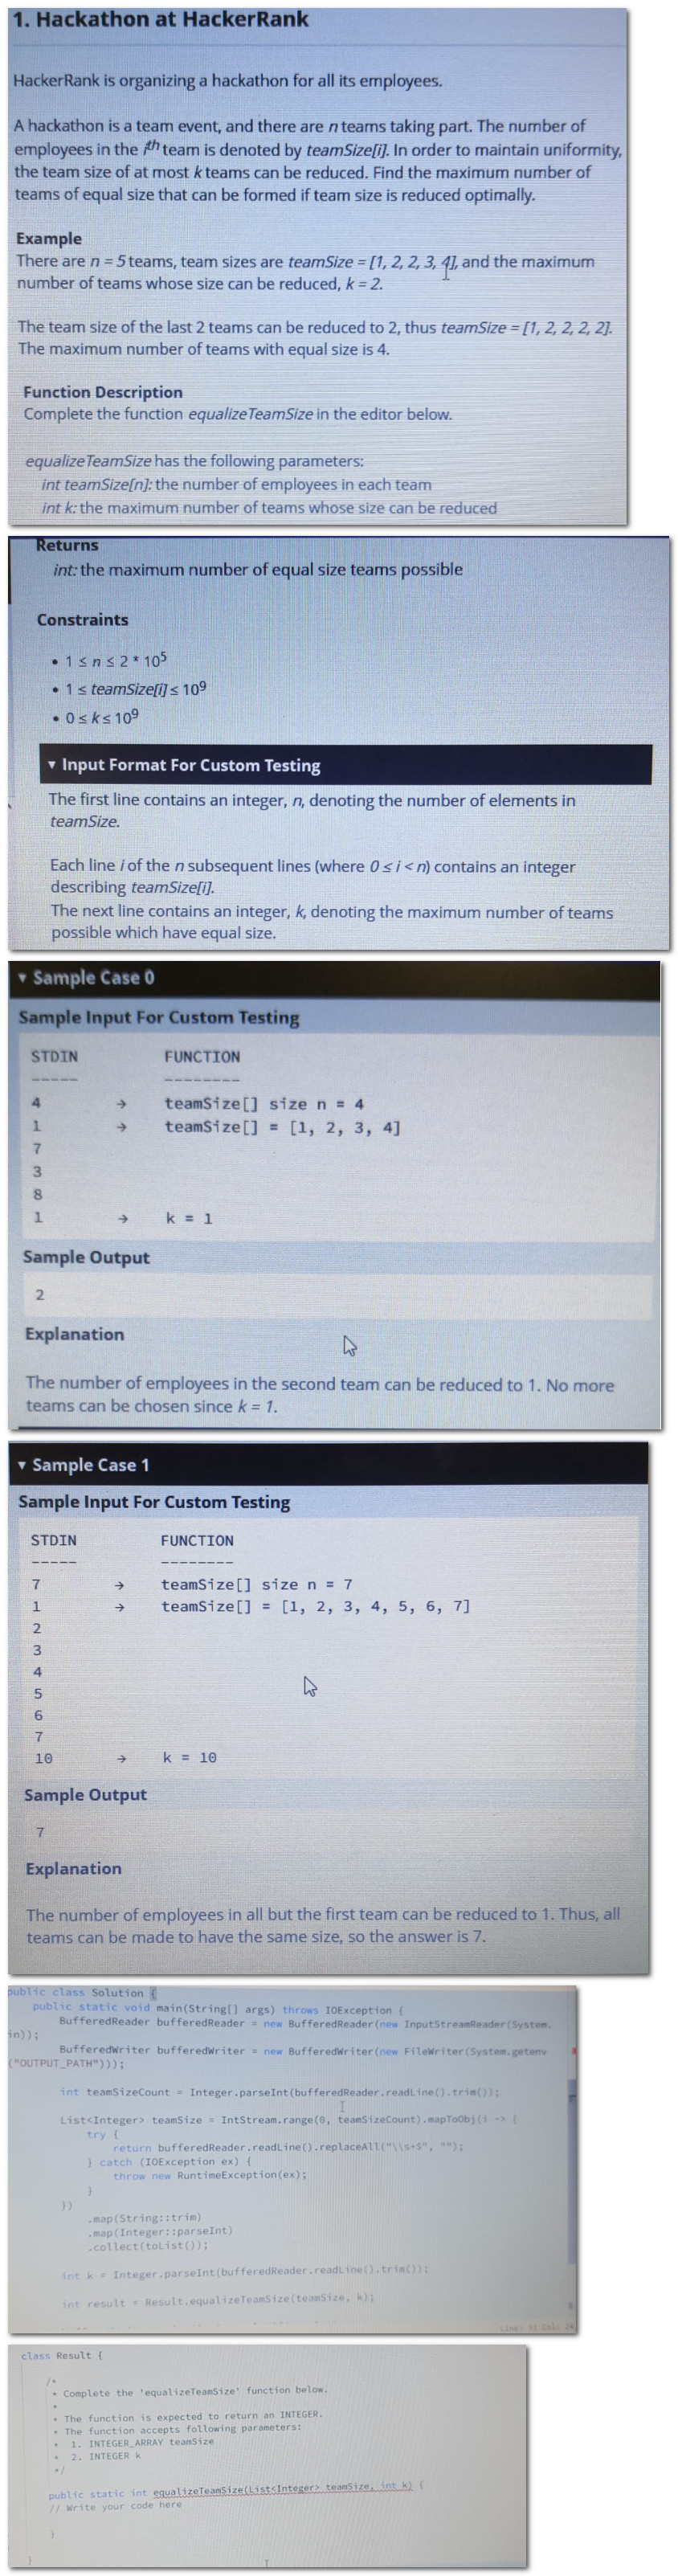 1. Hackathon at HackerRank
HackerRank is organizing a hackathon for all its employees.
A hackathon is a team event, and there are n teams taking part. The number of
employees in the ith team is denoted by teamSize[i]. In order to maintain uniformity,
the team size of at most k teams can be reduced. Find the maximum number of
teams of equal size that can be formed if team size is reduced optimally.
Example
There are n = 5 teams, team sizes are teamSize = [1, 2, 2, 3, 4], and the maximum
number of teams whose size can be reduced, k = 2.
The team size of the last 2 teams can be reduced to 2, thus teamSize = [1, 2, 2, 2, 2].
The maximum number of teams with equal size is 4.
Function Description
Complete the function equalizeTeamSize in the editor below.
equalizeTeamSize has the following parameters:
int teamSize[n]: the number of employees in each team
int k: the maximum number of teams whose size can be reduced
Returns
int: the maximum number of equal size teams possible
Constraints
• 1 ≤ n ≤ 2 * 10^5
• 1 ≤ teamSize[i] ≤ 10^9
• 0 ≤ k ≤ 10^9
▼ Input Format For Custom Testing
The first line contains an integer, n, denoting the number of elements in
teamSize.
Each line i of the n subsequent lines (where 0 ≤ i < n) contains an integer
describing teamSize[i].
The next line contains an integer, k, denoting the maximum number of teams
possible which have equal size.
▼ Sample Case 0
Sample Input For Custom Testing
STDIN FUNCTION
----- --------
4 → teamSize[] size n = 4
1 → teamSize[] = [1, 2, 3, 4]
7
3
8
1 → k = 1
Sample Output
2
Explanation
The number of employees in the second team can be reduced to 1. No more
teams can be chosen since k = 1.
▼ Sample Case 1
Sample Input For Custom Testing
STDIN FUNCTION
----- --------
7 → teamSize[] size n = 7
1 → teamSize[] = [1, 2, 3, 4, 5, 6, 7]
2
3
4
5
6
7
10 → k = 10
Sample Output
7
Explanation
The number of employees in all but the first team can be reduced to 1. Thus, all
teams can be made to have the same size, so the answer is 7.
public class Solution {
public static void main(String[] args) throws IOException {
BufferedReader bufferedReader = new BufferedReader(new InputStreamReader(System.
in));
BufferedWriter bufferedWriter = new BufferedWriter(new FileWriter(System.getenv
("OUTPUT_PATH")));
int teamSizeCount = Integer.parseInt(bufferedReader.readLine().trim());
List<Integer> teamSize = IntStream.range(0, teamSizeCount).mapToObj(i -> {
try {
return bufferedReader.readLine().replaceAll("\\s+$", "");
} catch (IOException ex) {
throw new RuntimeException(ex);
}
})
.map(String::trim)
.map(Integer::parseInt)
.collect(toList());
int k = Integer.parseInt(bufferedReader.readLine().trim());
int result = Result.equalizeTeamSize(teamSize, k);
class Result {
/*
* Complete the 'equalizeTeamSize' function below.
*
* The function is expected to return an INTEGER.
* The function accepts following parameters:
* 1. INTEGER_ARRAY teamSize
* 2. INTEGER k
*/
public static int equalizeTeamSize(List<Integer> teamSize, int k) {
// Write your code here
}
}